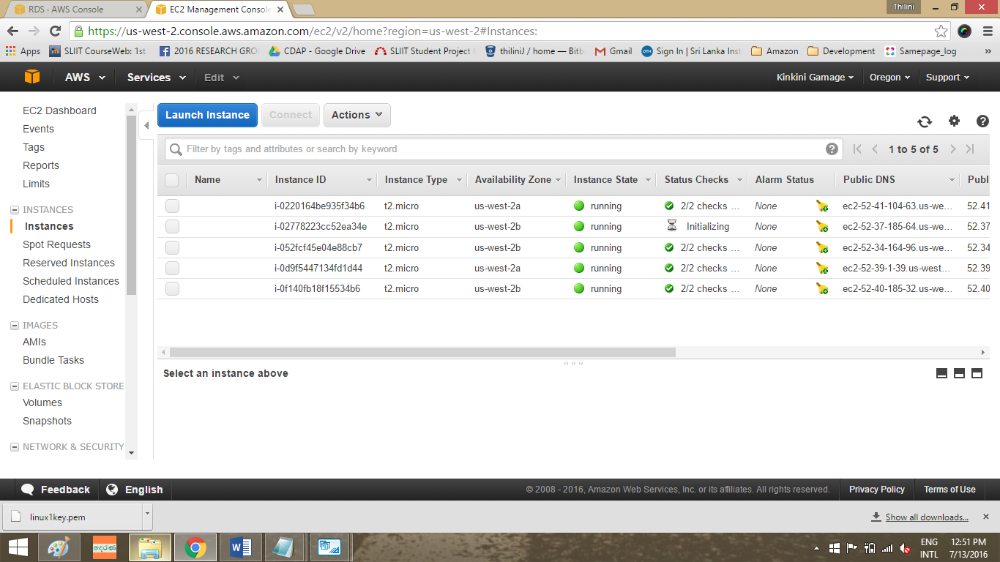 RDS · AWS Console
EC2 Management Console
Thilini
https://us-west-2.console.aws.amazon.com/ec2/v2/home?region=us-west-2#Instances:
Apps SLIIT CourseWeb: 1st 2016 RESEARCH GRO CDAP - Google Drive SLIIT Student Project thiliniJ / home — Bitb Gmail Sign In | Sri Lanka Inst Amazon Development Samepage_log »
AWS Services Edit Kinkini Gamage Oregon Support
EC2 Dashboard
Events
Tags
Reports
Limits
INSTANCES
Instances
Spot Requests
Reserved Instances
Scheduled Instances
Dedicated Hosts
IMAGES
AMIs
Bundle Tasks
ELASTIC BLOCK STORE
Volumes
Snapshots
NETWORK & SECURITY
Launch Instance Connect Actions
Filter by tags and attributes or search by keyword 1 to 5 of 5
Name Instance ID Instance Type Availability Zone Instance State Status Checks Alarm Status Public DNS Publ
i-0220164be935f34b6 t2.micro us-west-2a running 2/2 checks ... None ec2-52-41-104-63.us-we... 52.41
i-02778223cc52ea34e t2.micro us-west-2b running Initializing None ec2-52-37-185-64.us-we... 52.37
i-052fcf45e04e88cb7 t2.micro us-west-2b running 2/2 checks ... None ec2-52-34-164-96.us-we... 52.34
i-0d9f5447134fd1d44 t2.micro us-west-2a running 2/2 checks ... None ec2-52-39-1-39.us-west... 52.39
i-0f140fb18f15534b6 t2.micro us-west-2b running 2/2 checks ... None ec2-52-40-185-32.us-we... 52.40
Select an instance above
Feedback English © 2008 - 2016, Amazon Web Services, Inc. or its affiliates. All rights reserved. Privacy Policy Terms of Use
linux1key.pem Show all downloads...
දෙරණ
ENG 12:51 PM
INTL 7/13/2016